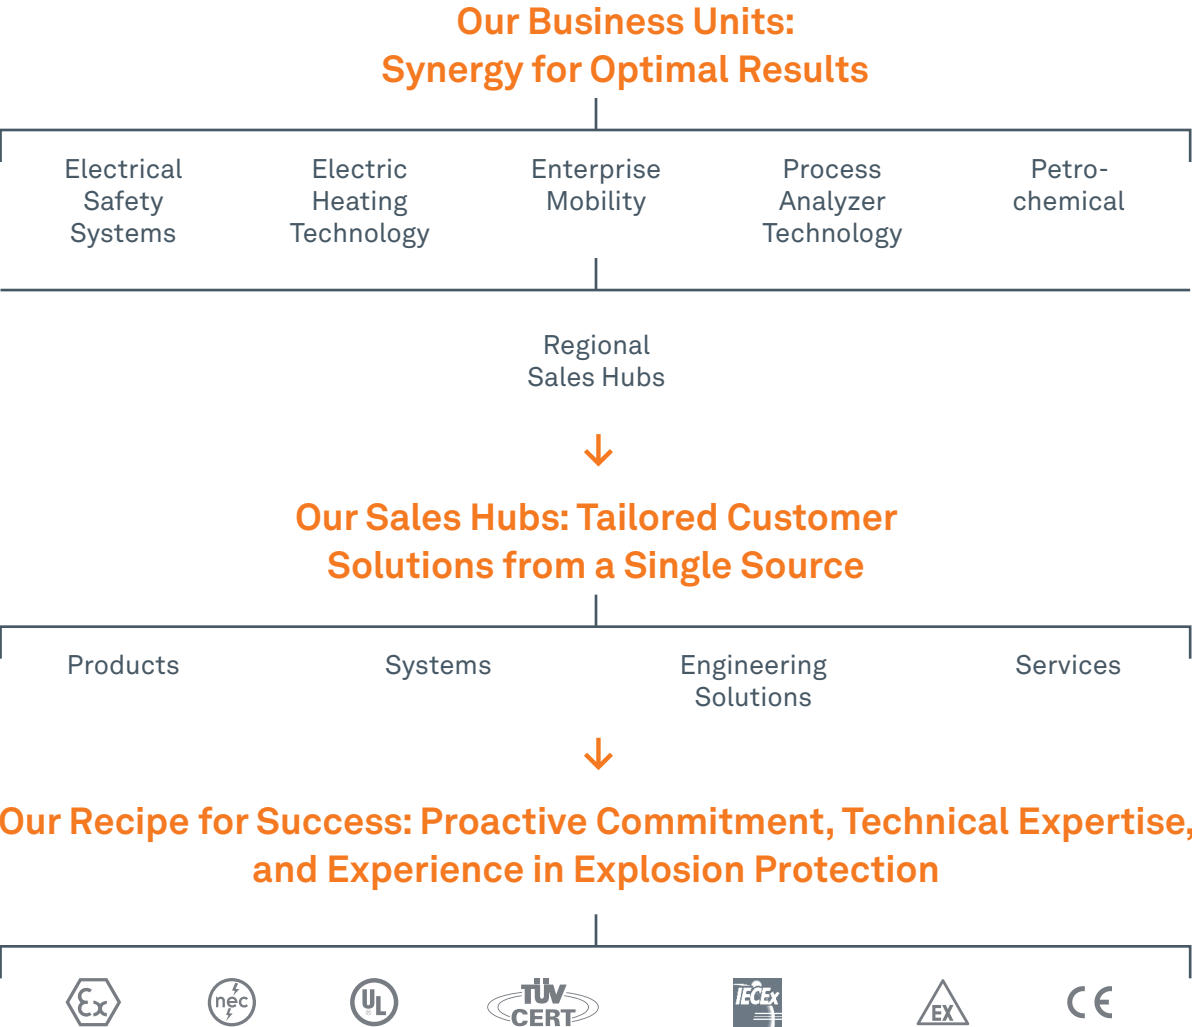 Our Business Units:
Synergy for Optimal Results
Electrical
Safety
Systems
Electric
Heating
Technology
Enterprise
Mobility
Process
Analyzer
Technology
Petro-
chemical
Regional
Sales Hubs
Our Sales Hubs: Tailored Customer
Solutions from a Single Source
Products
Systems
Engineering
Solutions
Services
Our Recipe for Success: Proactive Commitment, Technical Expertise,
and Experience in Explosion Protection
Ex
nec
UL
®
TÜV
CERT
IECEx
EX
CE